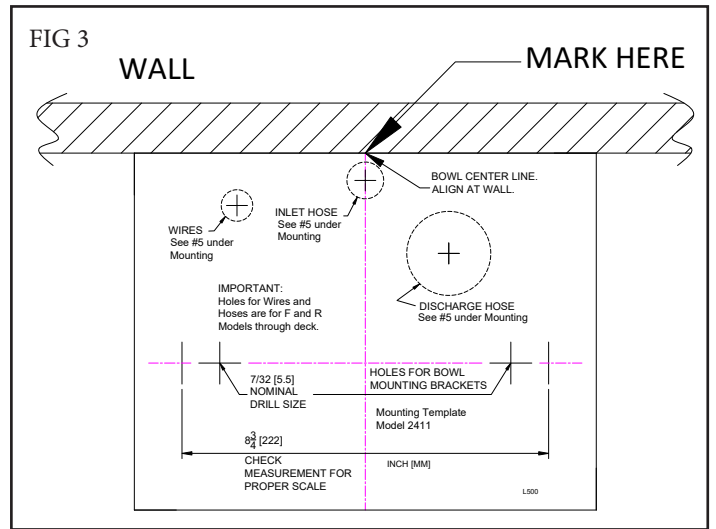 FIG 3
WALL
MARK HERE
BOWL CENTER LINE.
ALIGN AT WALL.
INLET HOSE
See #5 under
Mounting
WIRES
See #5 under
Mounting
IMPORTANT:
Holes for Wires and
Hoses are for F and R
Models through deck.
DISCHARGE HOSE
See #5 under Mounting
7/32 [5.5]
NOMINAL
DRILL SIZE
HOLES FOR BOWL
MOUNTING BRACKETS
Mounting Template
Model 2411
8 3/4 [222]
CHECK
MEASUREMENT FOR
PROPER SCALE
INCH [MM]
L500